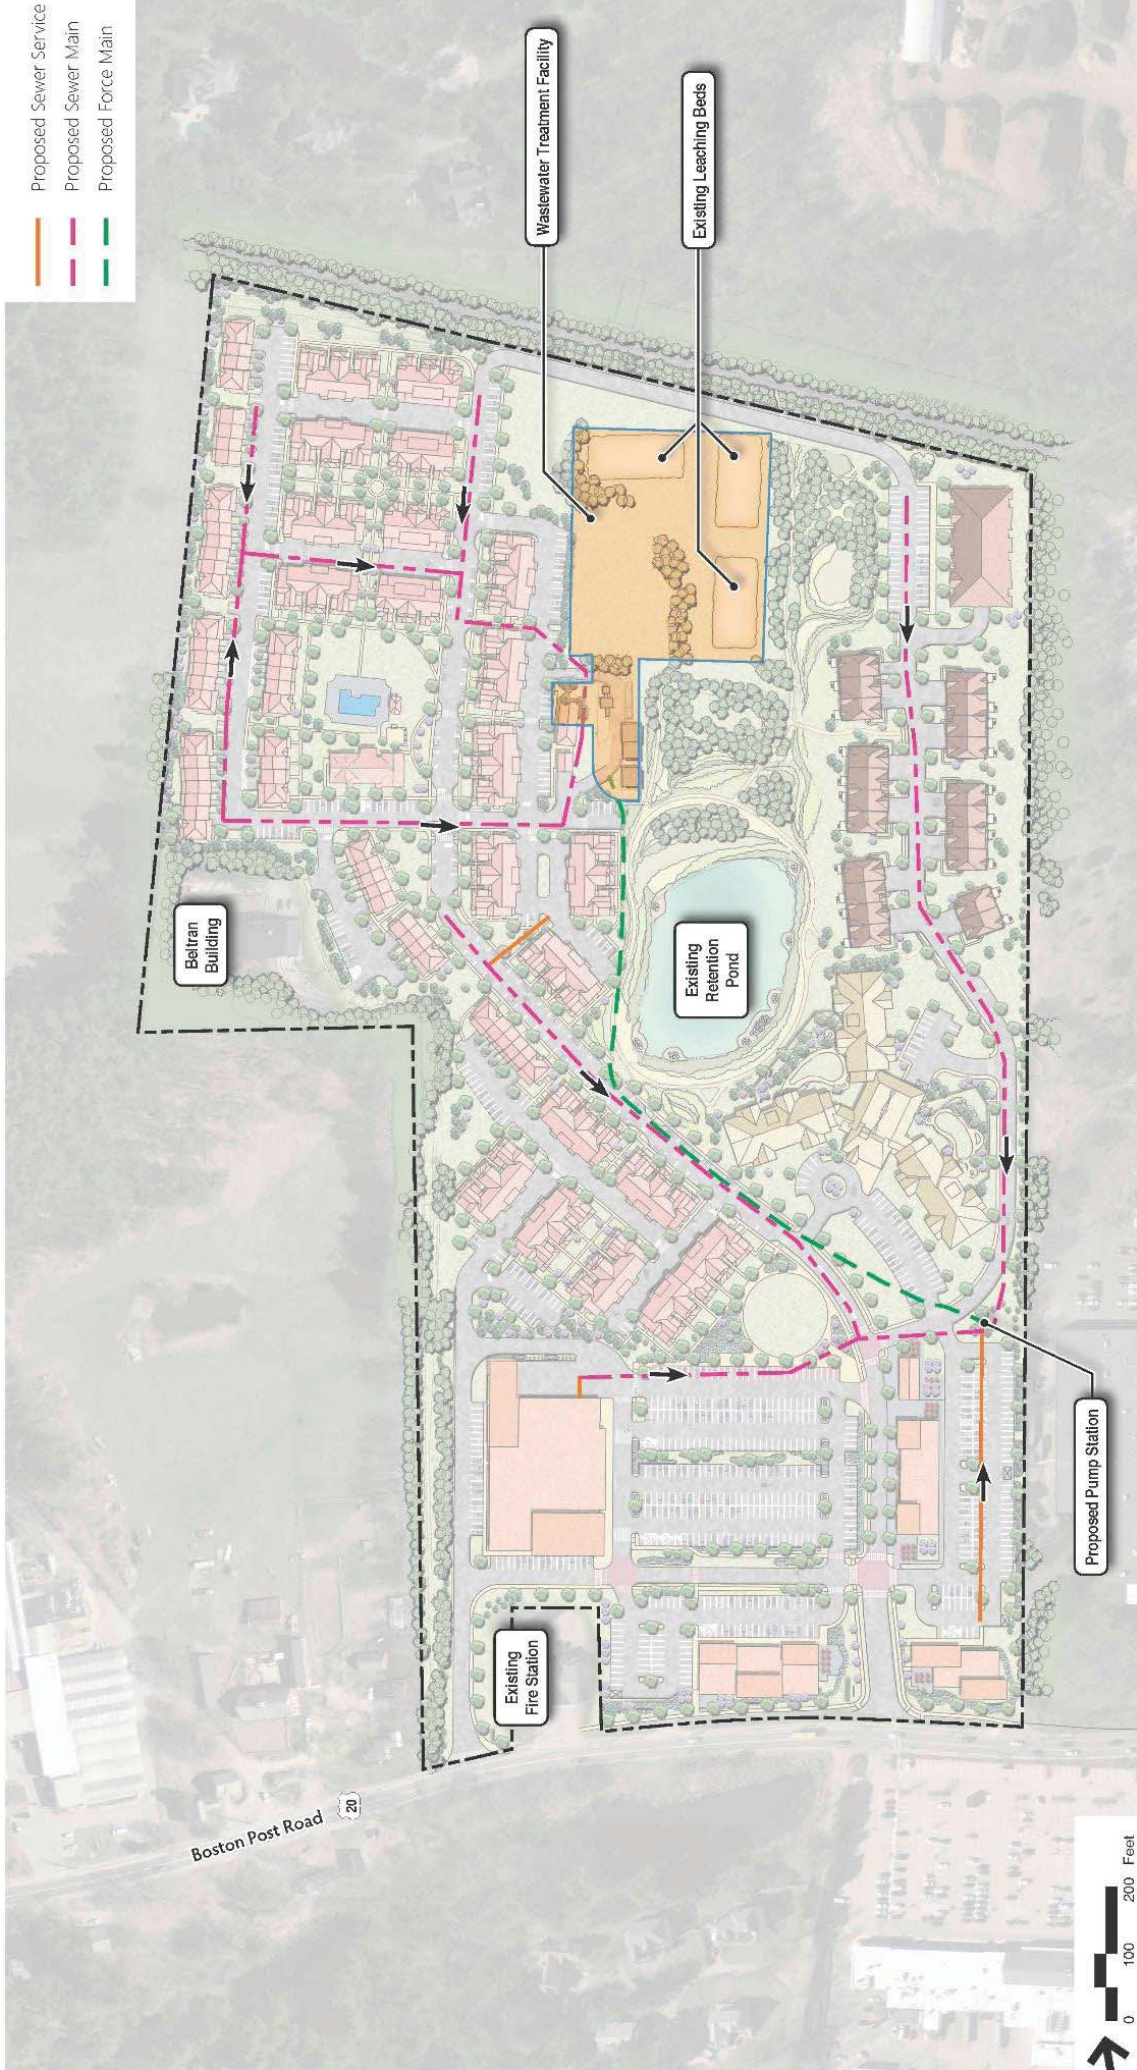 Proposed Sewer Service
Proposed Sewer Main
Proposed Force Main
Wastewater Treatment Facility
Existing Leaching Beds
Beltran
Building
Existing
Retention
Pond
Existing
Fire Station
Proposed Pump Station
Boston Post Road
20
0 100 200 Feet